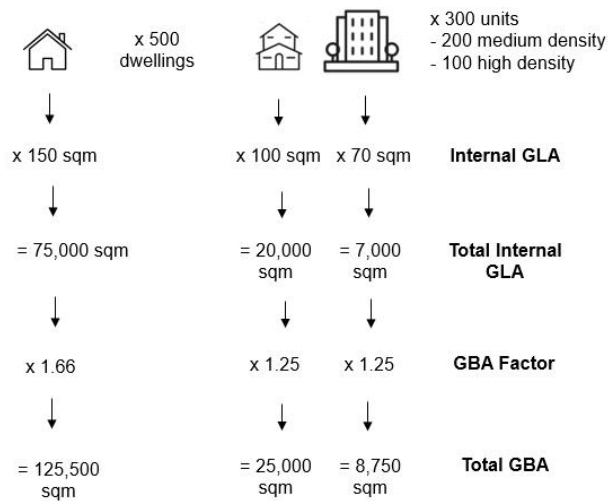 x 500
dwellings
x 300 units
- 200 medium density
- 100 high density
x 150 sqm
x 100 sqm
x 70 sqm
Internal GLA
= 75,000 sqm
= 20,000
sqm
= 7,000
sqm
Total Internal
GLA
x 1.66
x 1.25
x 1.25
GBA Factor
= 125,500
sqm
= 25,000
sqm
= 8,750
sqm
Total GBA